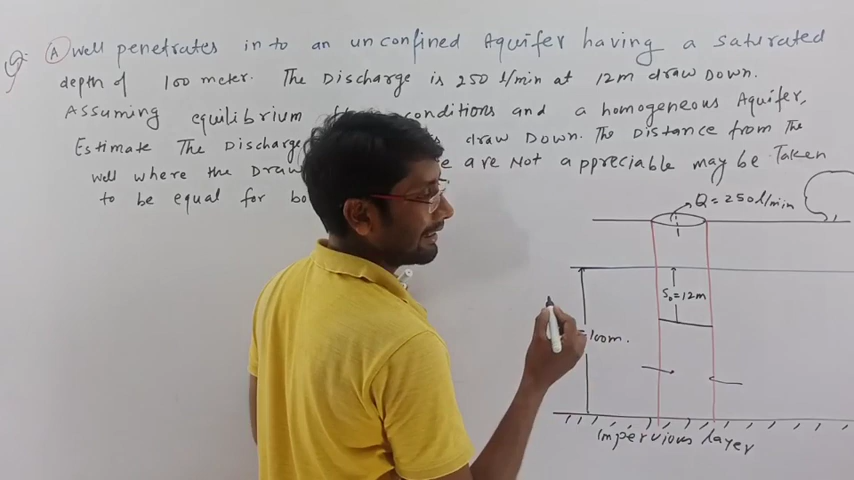 Q: A well penetrates in to an unconfined Aquifer having a saturated
depth of 100 meter. The Discharge is 250 l/min at 12m draw Down.
Assuming equilibrium conditions and a homogeneous Aquifer,
Estimate The Discharge draw Down. The Distance from The
well where the Draw are Not appreciable may be Taken
to be equal for
Q = 250 l/min
S₀ = 12m
= 100m.
Impervious layer